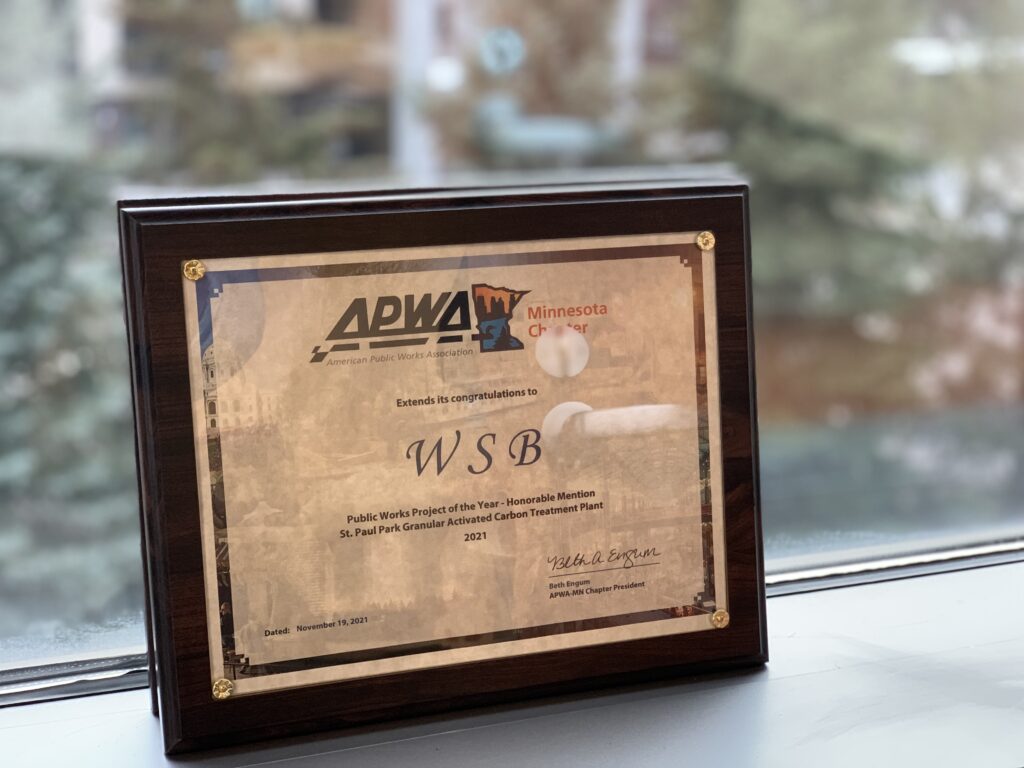 APWA
Minnesota
Chapter
American Public Works Association
Extends its congratulations to
WSB
Public Works Project of the Year - Honorable Mention
St. Paul Park Granular Activated Carbon Treatment Plant
2021
Beth A Engum
Beth Engum
APWA-MN Chapter President
Dated: November 19, 2021